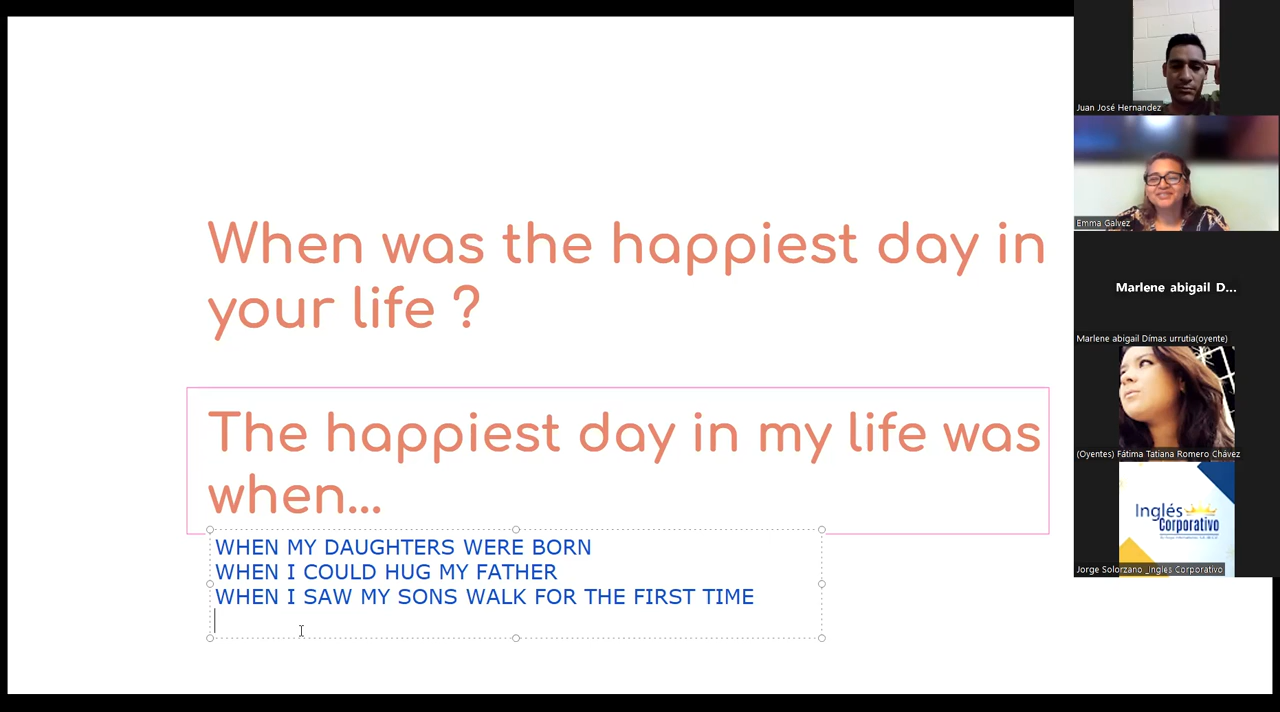 When was the happiest day in
your life ?
The happiest day in my life was
when...
WHEN MY DAUGHTERS WERE BORN
WHEN I COULD HUG MY FATHER
WHEN I SAW MY SONS WALK FOR THE FIRST TIME
Juan José Hernandez
Emma Galvez
Marlene abigail D...
Marlene abigail Dímas urrutia(oyente)
(Oyentes) Fátima Tatiana Romero Chávez
Inglés
Corporativo
Jorge Solorzano _Ingles Corporativo